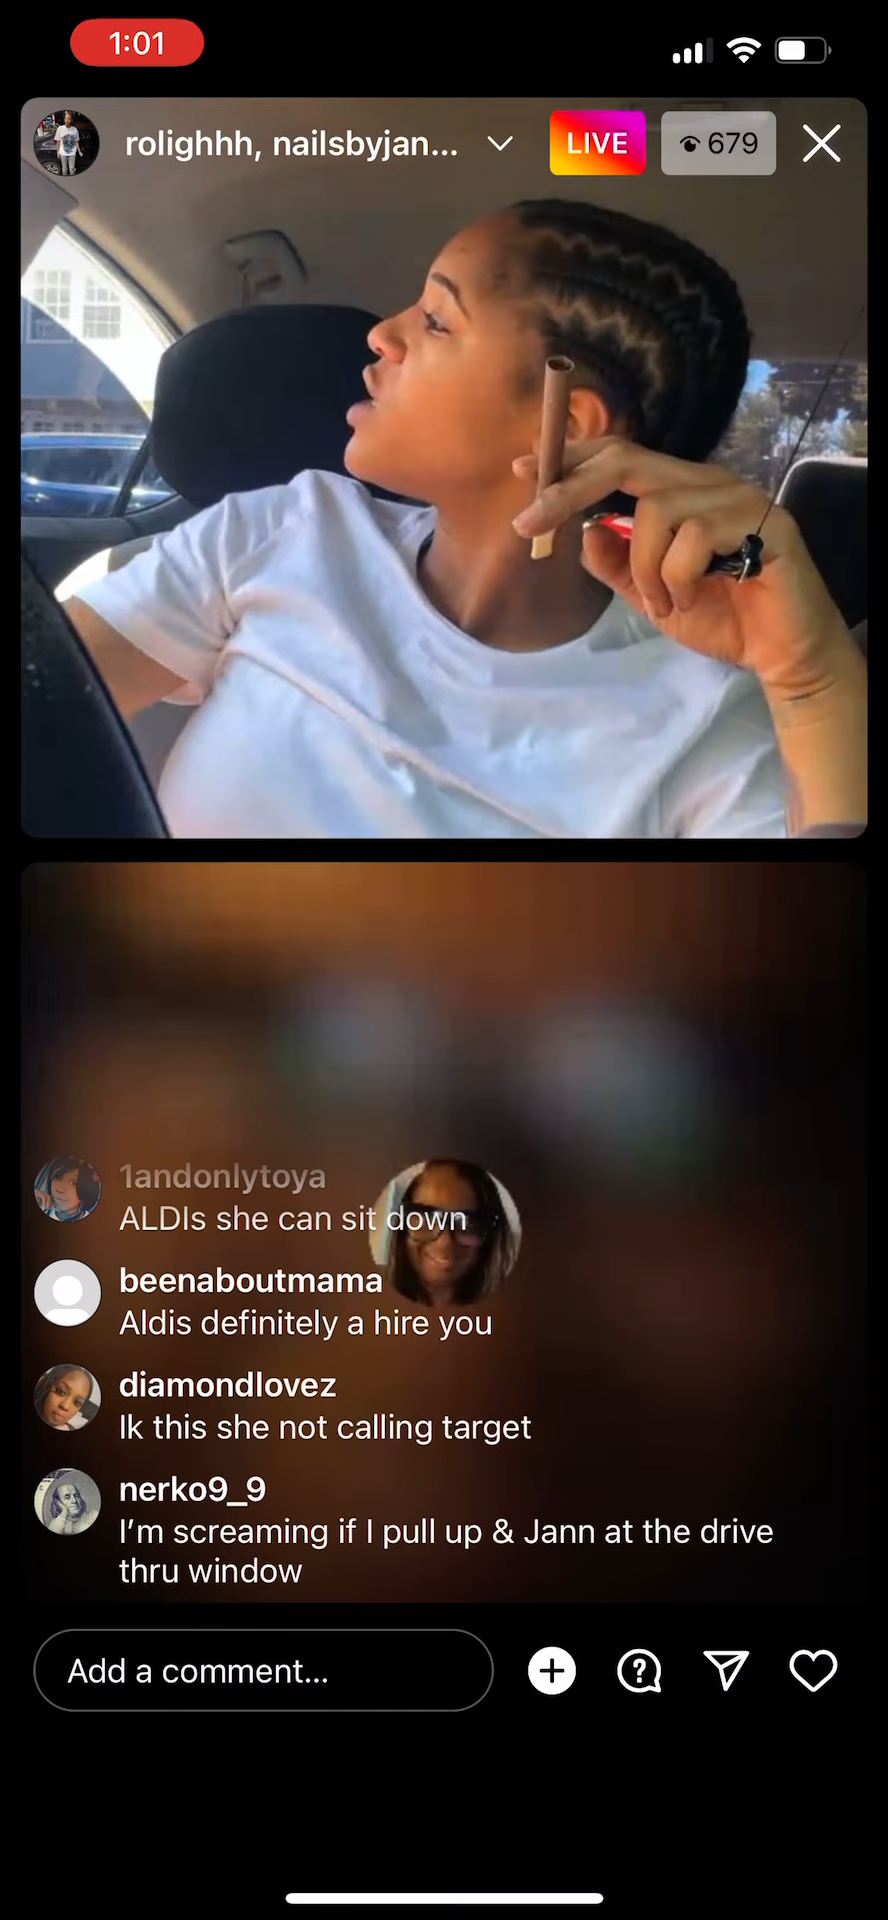 1:01
rolighhh, nailsbyjan...
LIVE
679
1andonlytoya
ALDIs she can sit down
beenaboutmama
Aldis definitely a hire you
diamondlovez
Ik this she not calling target
nerko9_9
I'm screaming if I pull up & Jann at the drive
thru window
Add a comment...